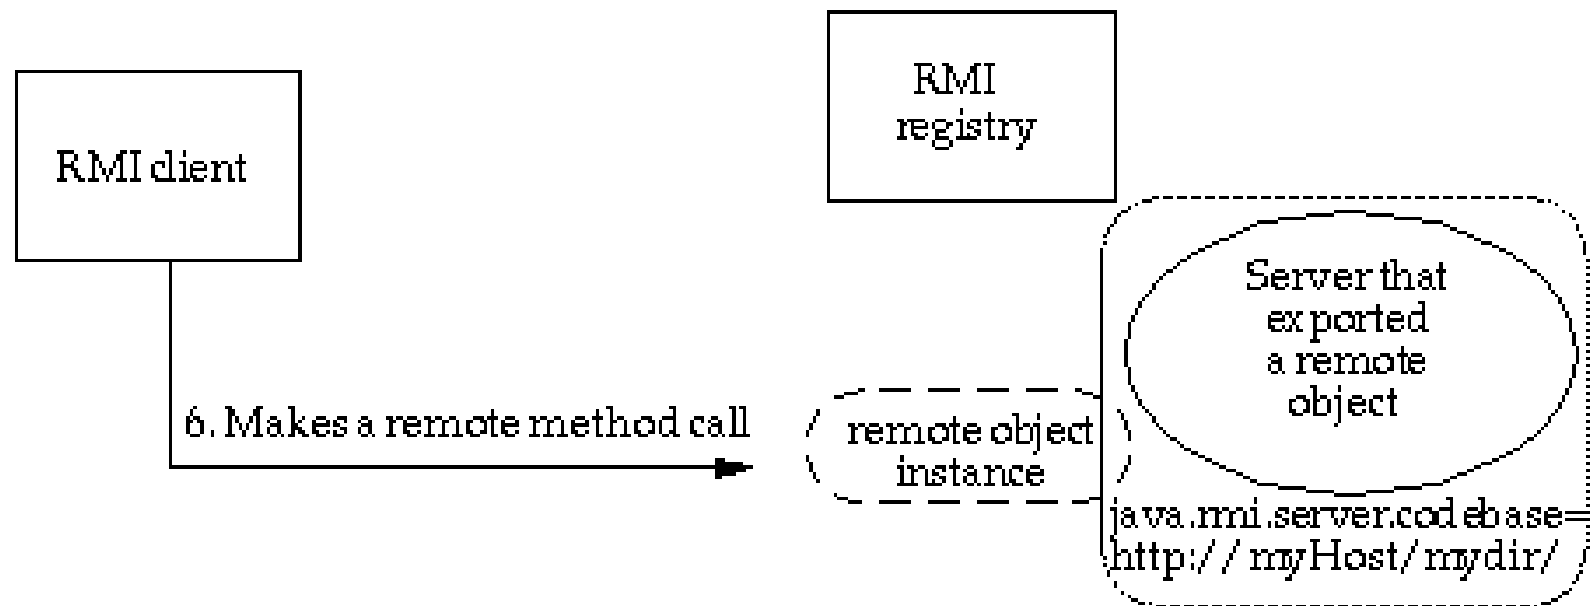 RMI client
RMI
registry
6. Makes a remote method call
remote object
instance
Server that
exported
a remote
object
java.rmi.server.codebase=
http://myHost/mydir/